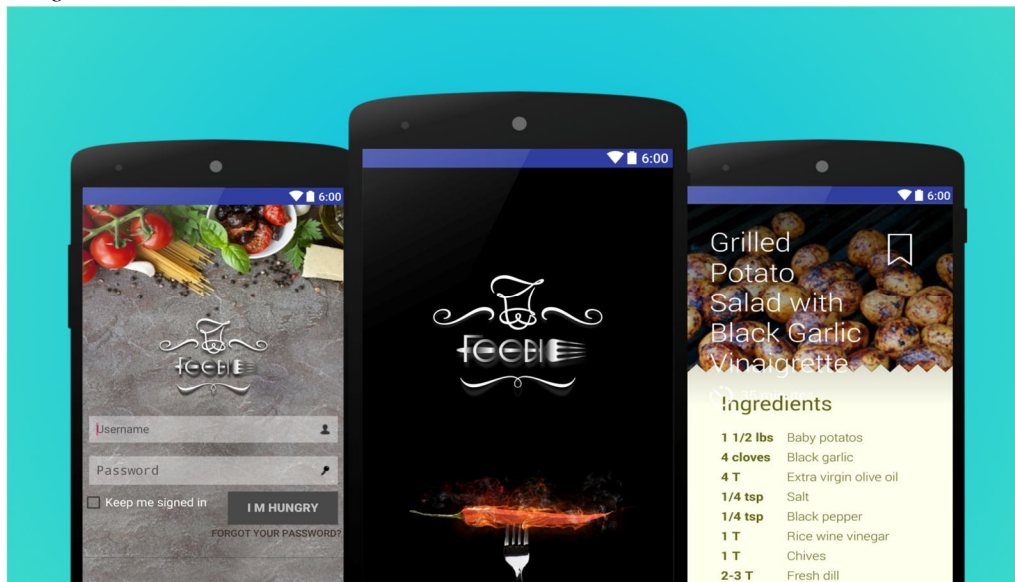 6:00
FOODIE
Username
Password
Keep me signed in
I M HUNGRY
FORGOT YOUR PASSWORD?
6:00
FOODIE
6:00
Grilled
Potato
Salad with
Black Garlic
Vinaigrette
Ingredients
1 1/2 lbs Baby potatos
4 cloves Black garlic
4 T Extra virgin olive oil
1/4 tsp Salt
1/4 tsp Black pepper
1 T Rice wine vinegar
1 T Chives
2-3 T Fresh dill